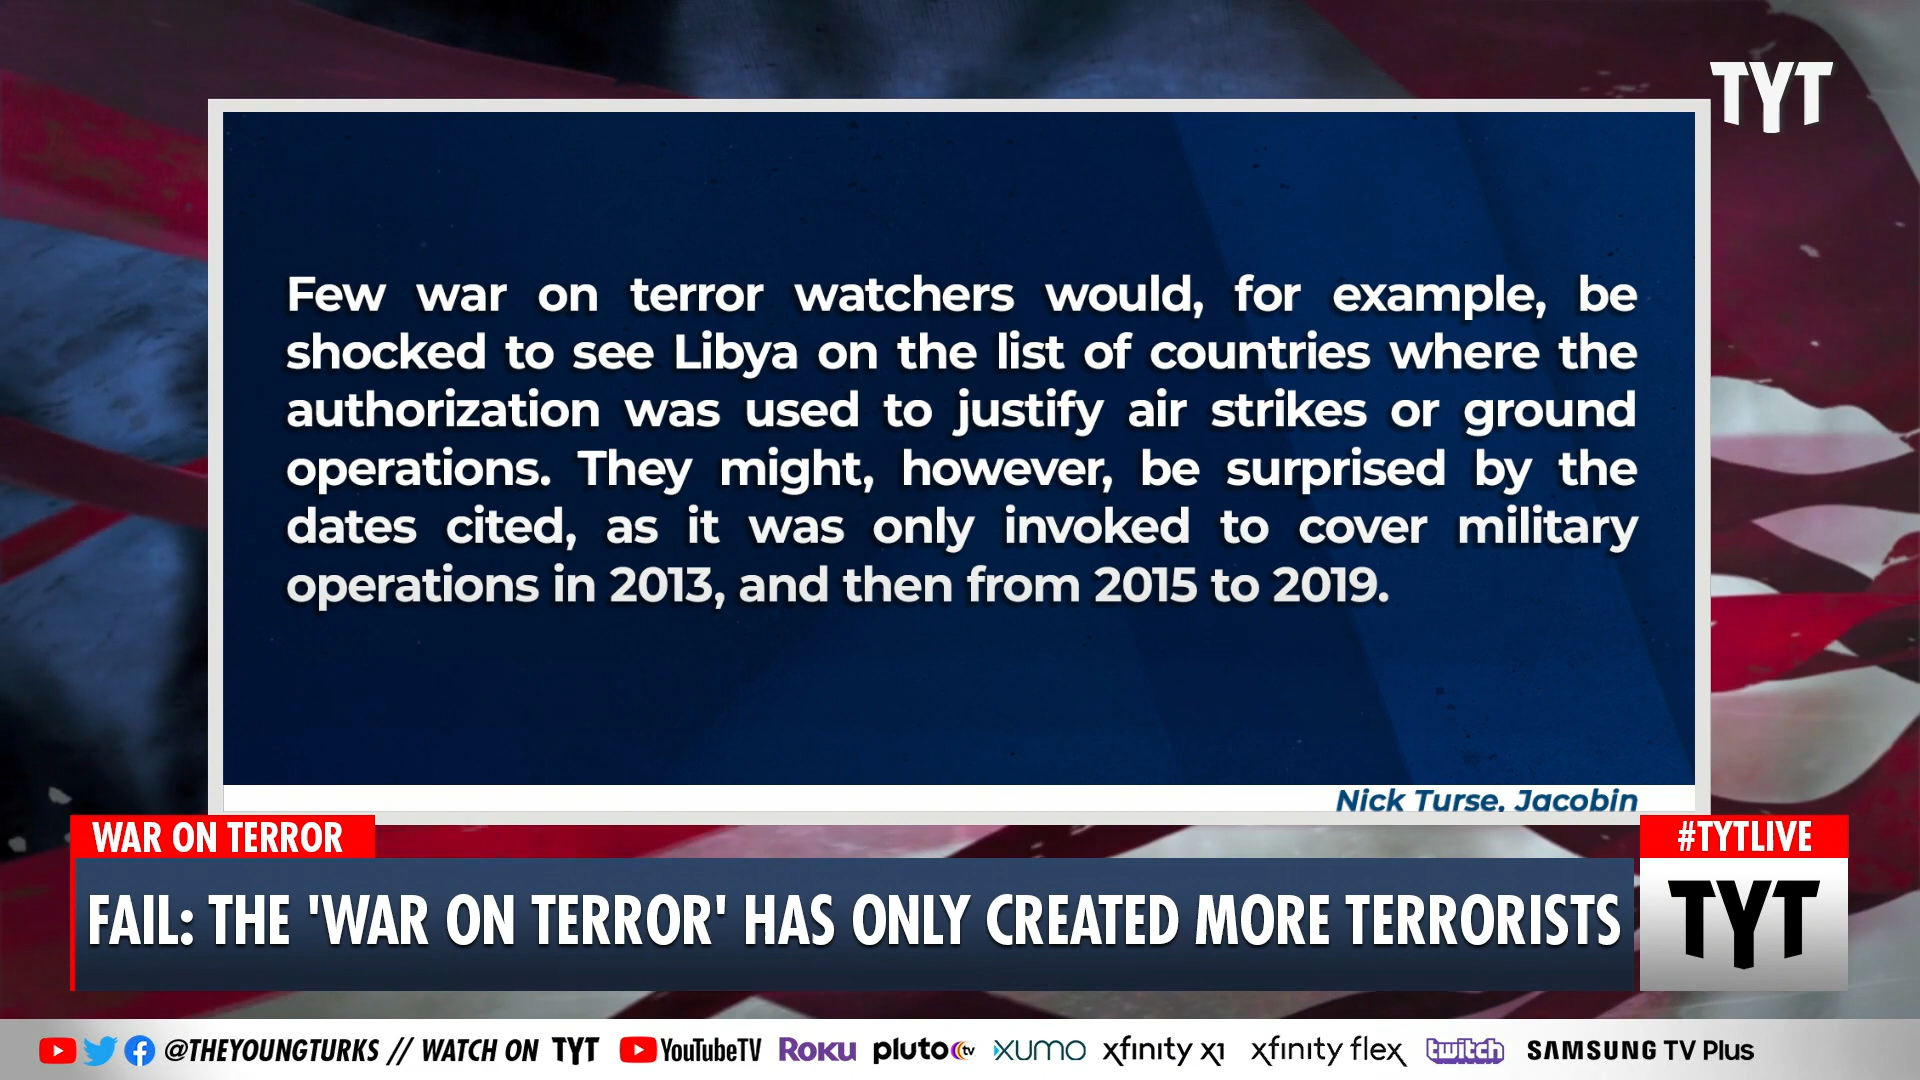 TYT
Few war on terror watchers would, for example, be
shocked to see Libya on the list of countries where the
authorization was used to justify air strikes or ground
operations. They might, however, be surprised by the
dates cited, as it was only invoked to cover military
operations in 2013, and then from 2015 to 2019.
Nick Turse, Jacobin
WAR ON TERROR
#TYTLIVE
FAIL: THE 'WAR ON TERROR' HAS ONLY CREATED MORE TERRORISTS
TYT
@THEYOUNGTURKS // WATCH ON TYT YouTubeTV ROKU pluto tv XUMO xfinity x1 xfinity flex twitch SAMSUNG TV Plus